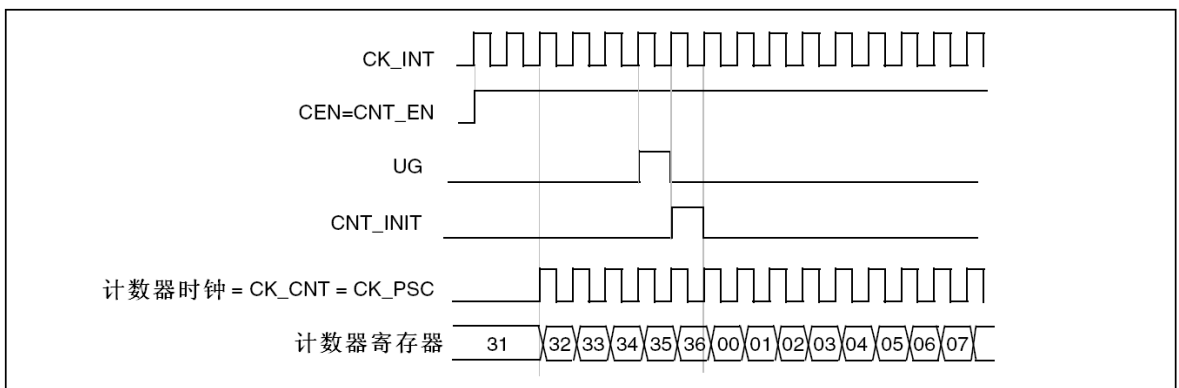 CK_INT
CEN=CNT_EN
UG
CNT_INIT
计数器时钟 = CK_CNT = CK_PSC
计数器寄存器 31 32 33 34 35 36 00 01 02 03 04 05 06 07